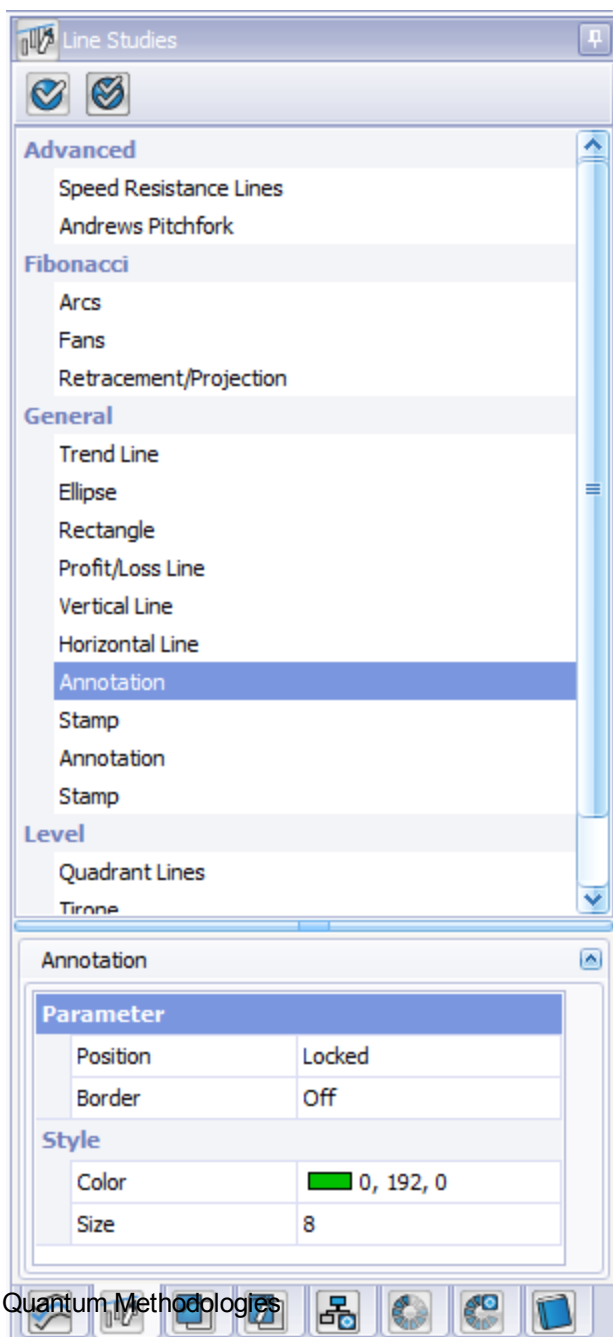 Line Studies
Advanced
Speed Resistance Lines
Andrews Pitchfork
Fibonacci
Arcs
Fans
Retracement/Projection
General
Trend Line
Ellipse
Rectangle
Profit/Loss Line
Vertical Line
Horizontal Line
Annotation
Stamp
Annotation
Stamp
Level
Quadrant Lines
Tirone
Annotation
Parameter
Position Locked
Border Off
Style
Color 0, 192, 0
Size 8
Quantum Methodologies